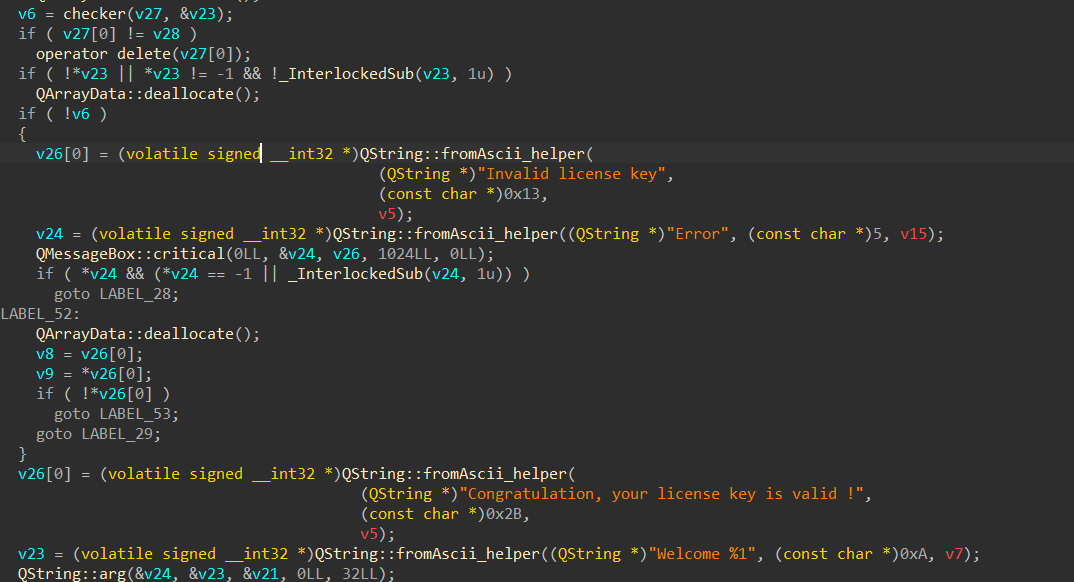 v6 = checker(v27, &v23);
if ( v27[0] != v28 )
operator delete(v27[0]);
if ( !*v23 || *v23 != -1 && !_InterlockedSub(v23, 1u) )
QArrayData::deallocate();
if ( !v6 )
{
v26[0] = (volatile signed __int32 *)QString::fromAscii_helper(
(QString *)"Invalid license key",
(const char *)0x13,
v5);
v24 = (volatile signed __int32 *)QString::fromAscii_helper((QString *)"Error", (const char *)5, v15);
QMessageBox::critical(0LL, &v24, v26, 1024LL, 0LL);
if ( *v24 && (*v24 == -1 || _InterlockedSub(v24, 1u)) )
goto LABEL_28;
LABEL_52:
QArrayData::deallocate();
v8 = v26[0];
v9 = *v26[0];
if ( !*v26[0] )
goto LABEL_53;
goto LABEL_29;
}
v26[0] = (volatile signed __int32 *)QString::fromAscii_helper(
(QString *)"Congratulation, your license key is valid !",
(const char *)0x2B,
v5);
v23 = (volatile signed __int32 *)QString::fromAscii_helper((QString *)"Welcome %1", (const char *)0xA, v7);
QString::arg(&v24, &v23, &v21, 0LL, 32LL);